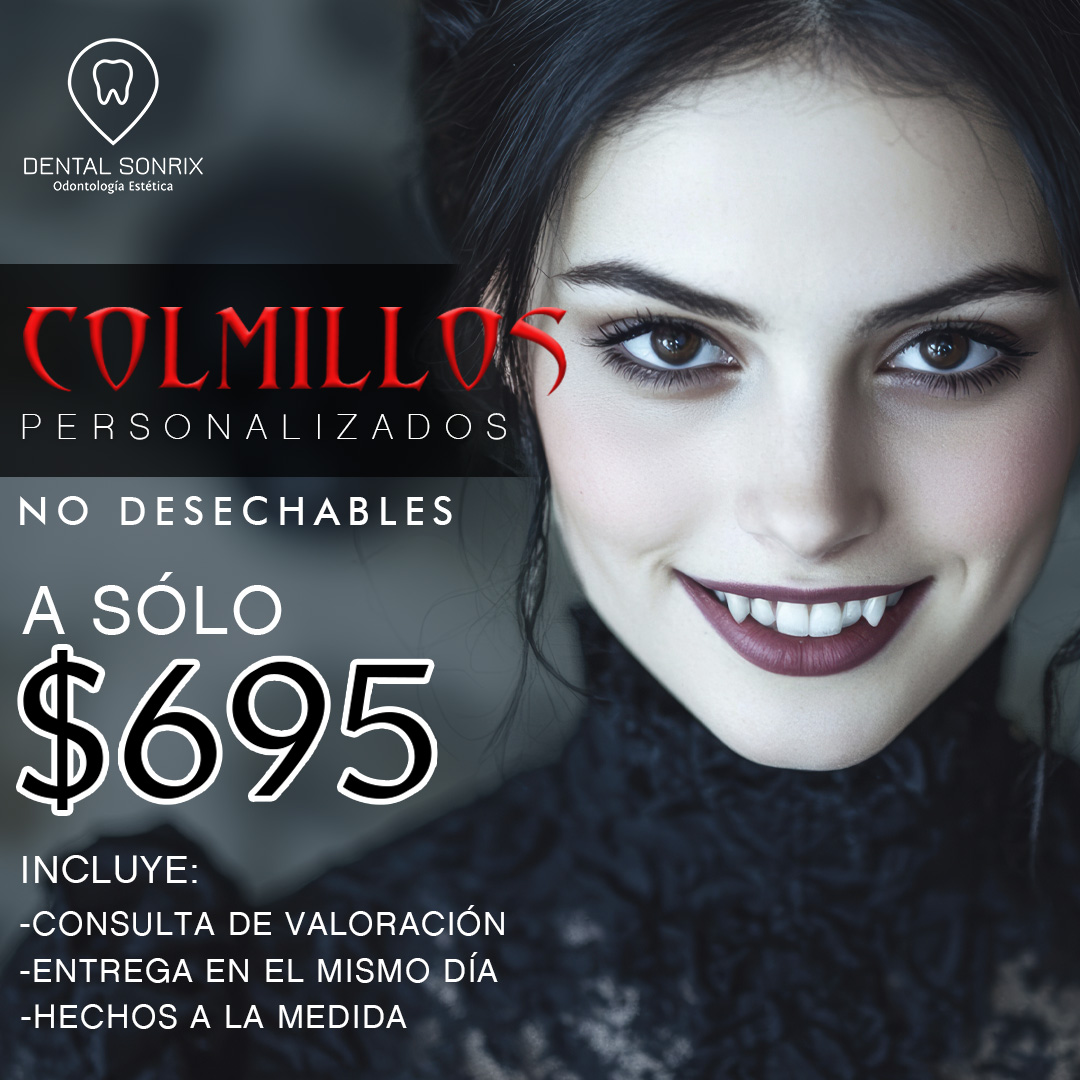 DENTAL SONRIX
Odontología Estética
COLMILLOS
PERSONALIZADOS
NO DESECHABLES
A SÓLO
$695
INCLUYE:
-CONSULTA DE VALORACIÓN
-ENTREGA EN EL MISMO DÍA
-HECHOS A LA MEDIDA